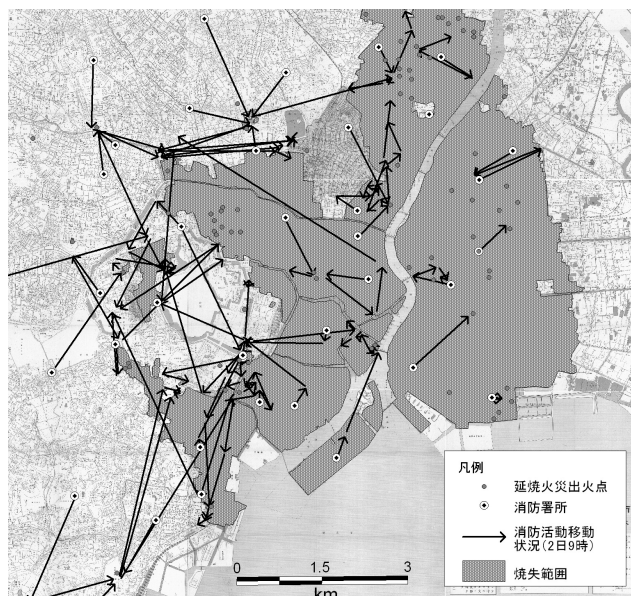 凡例
延焼火災出火点
消防署所
消防活動移動
状況(2日9時)
焼失範囲
0 1.5 3
km